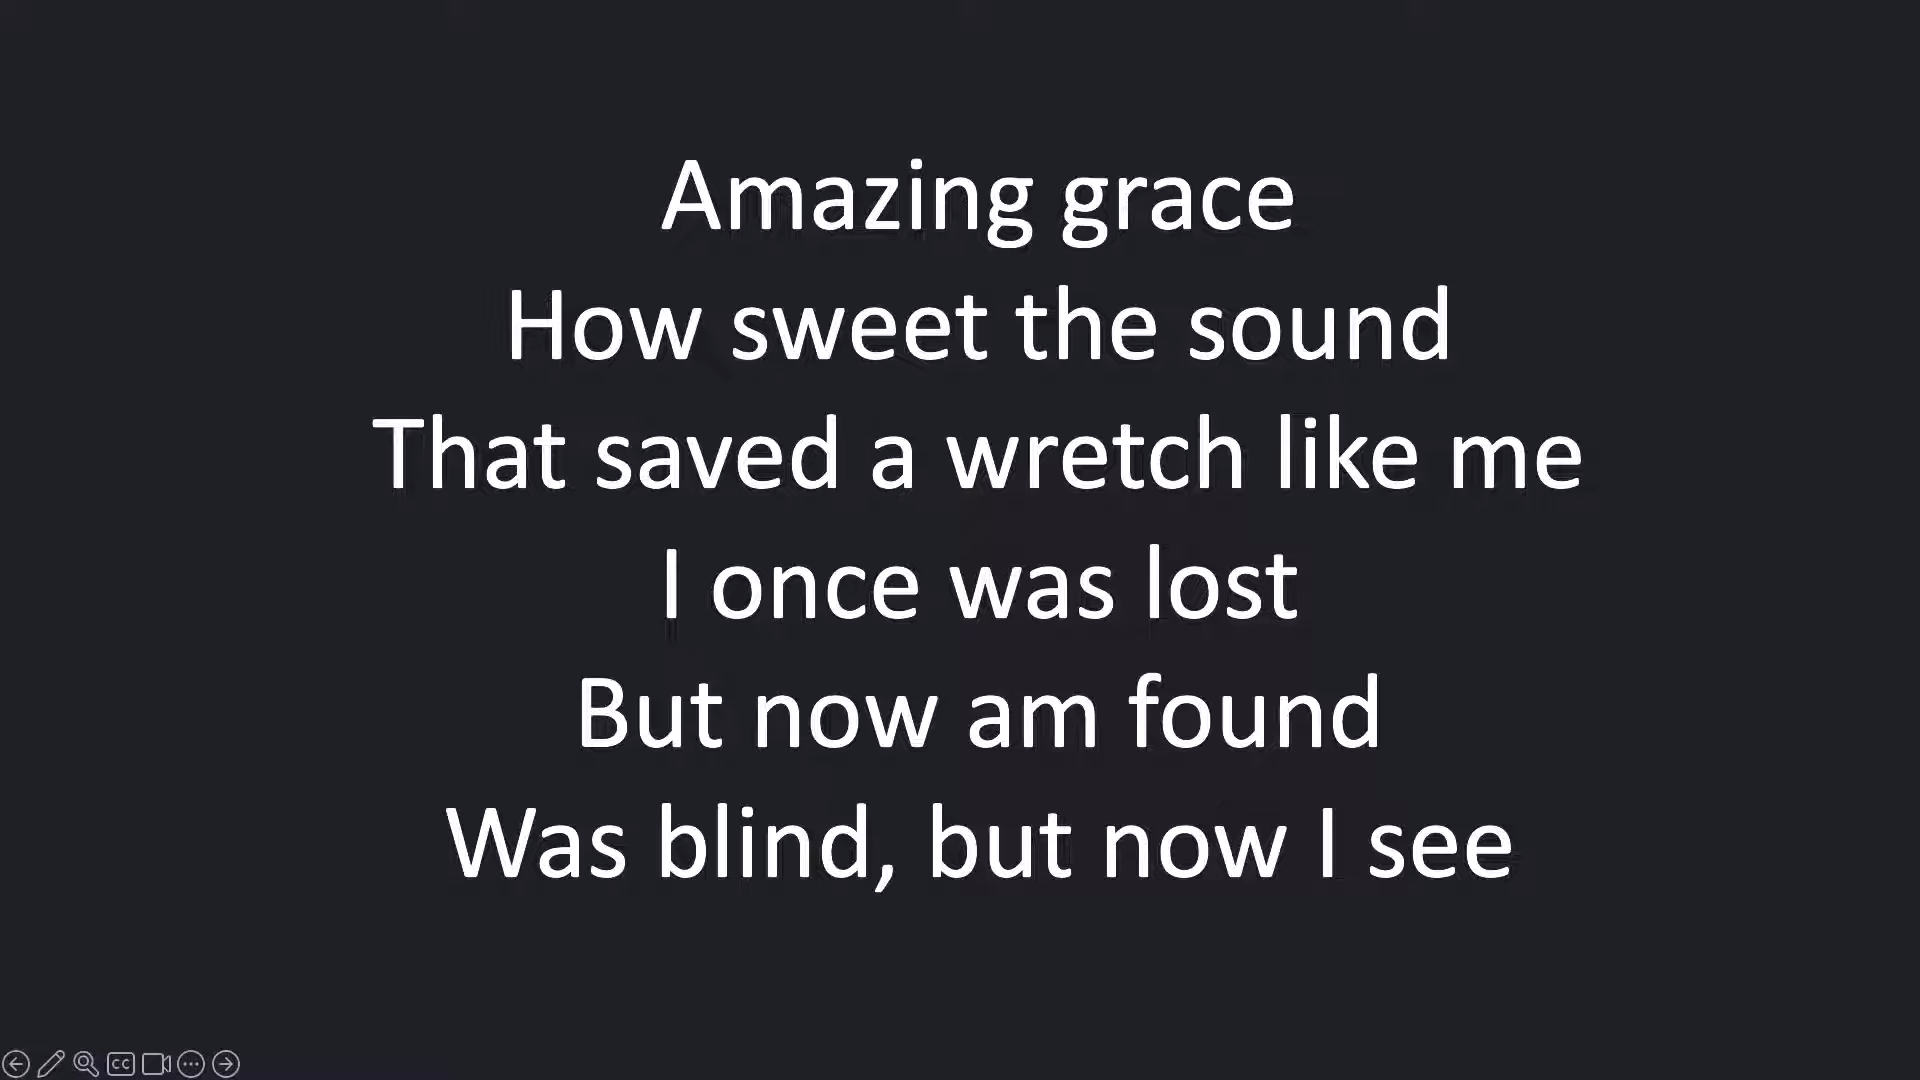 Amazing grace
How sweet the sound
That saved a wretch like me
I once was lost
But now am found
Was blind, but now I see
CC